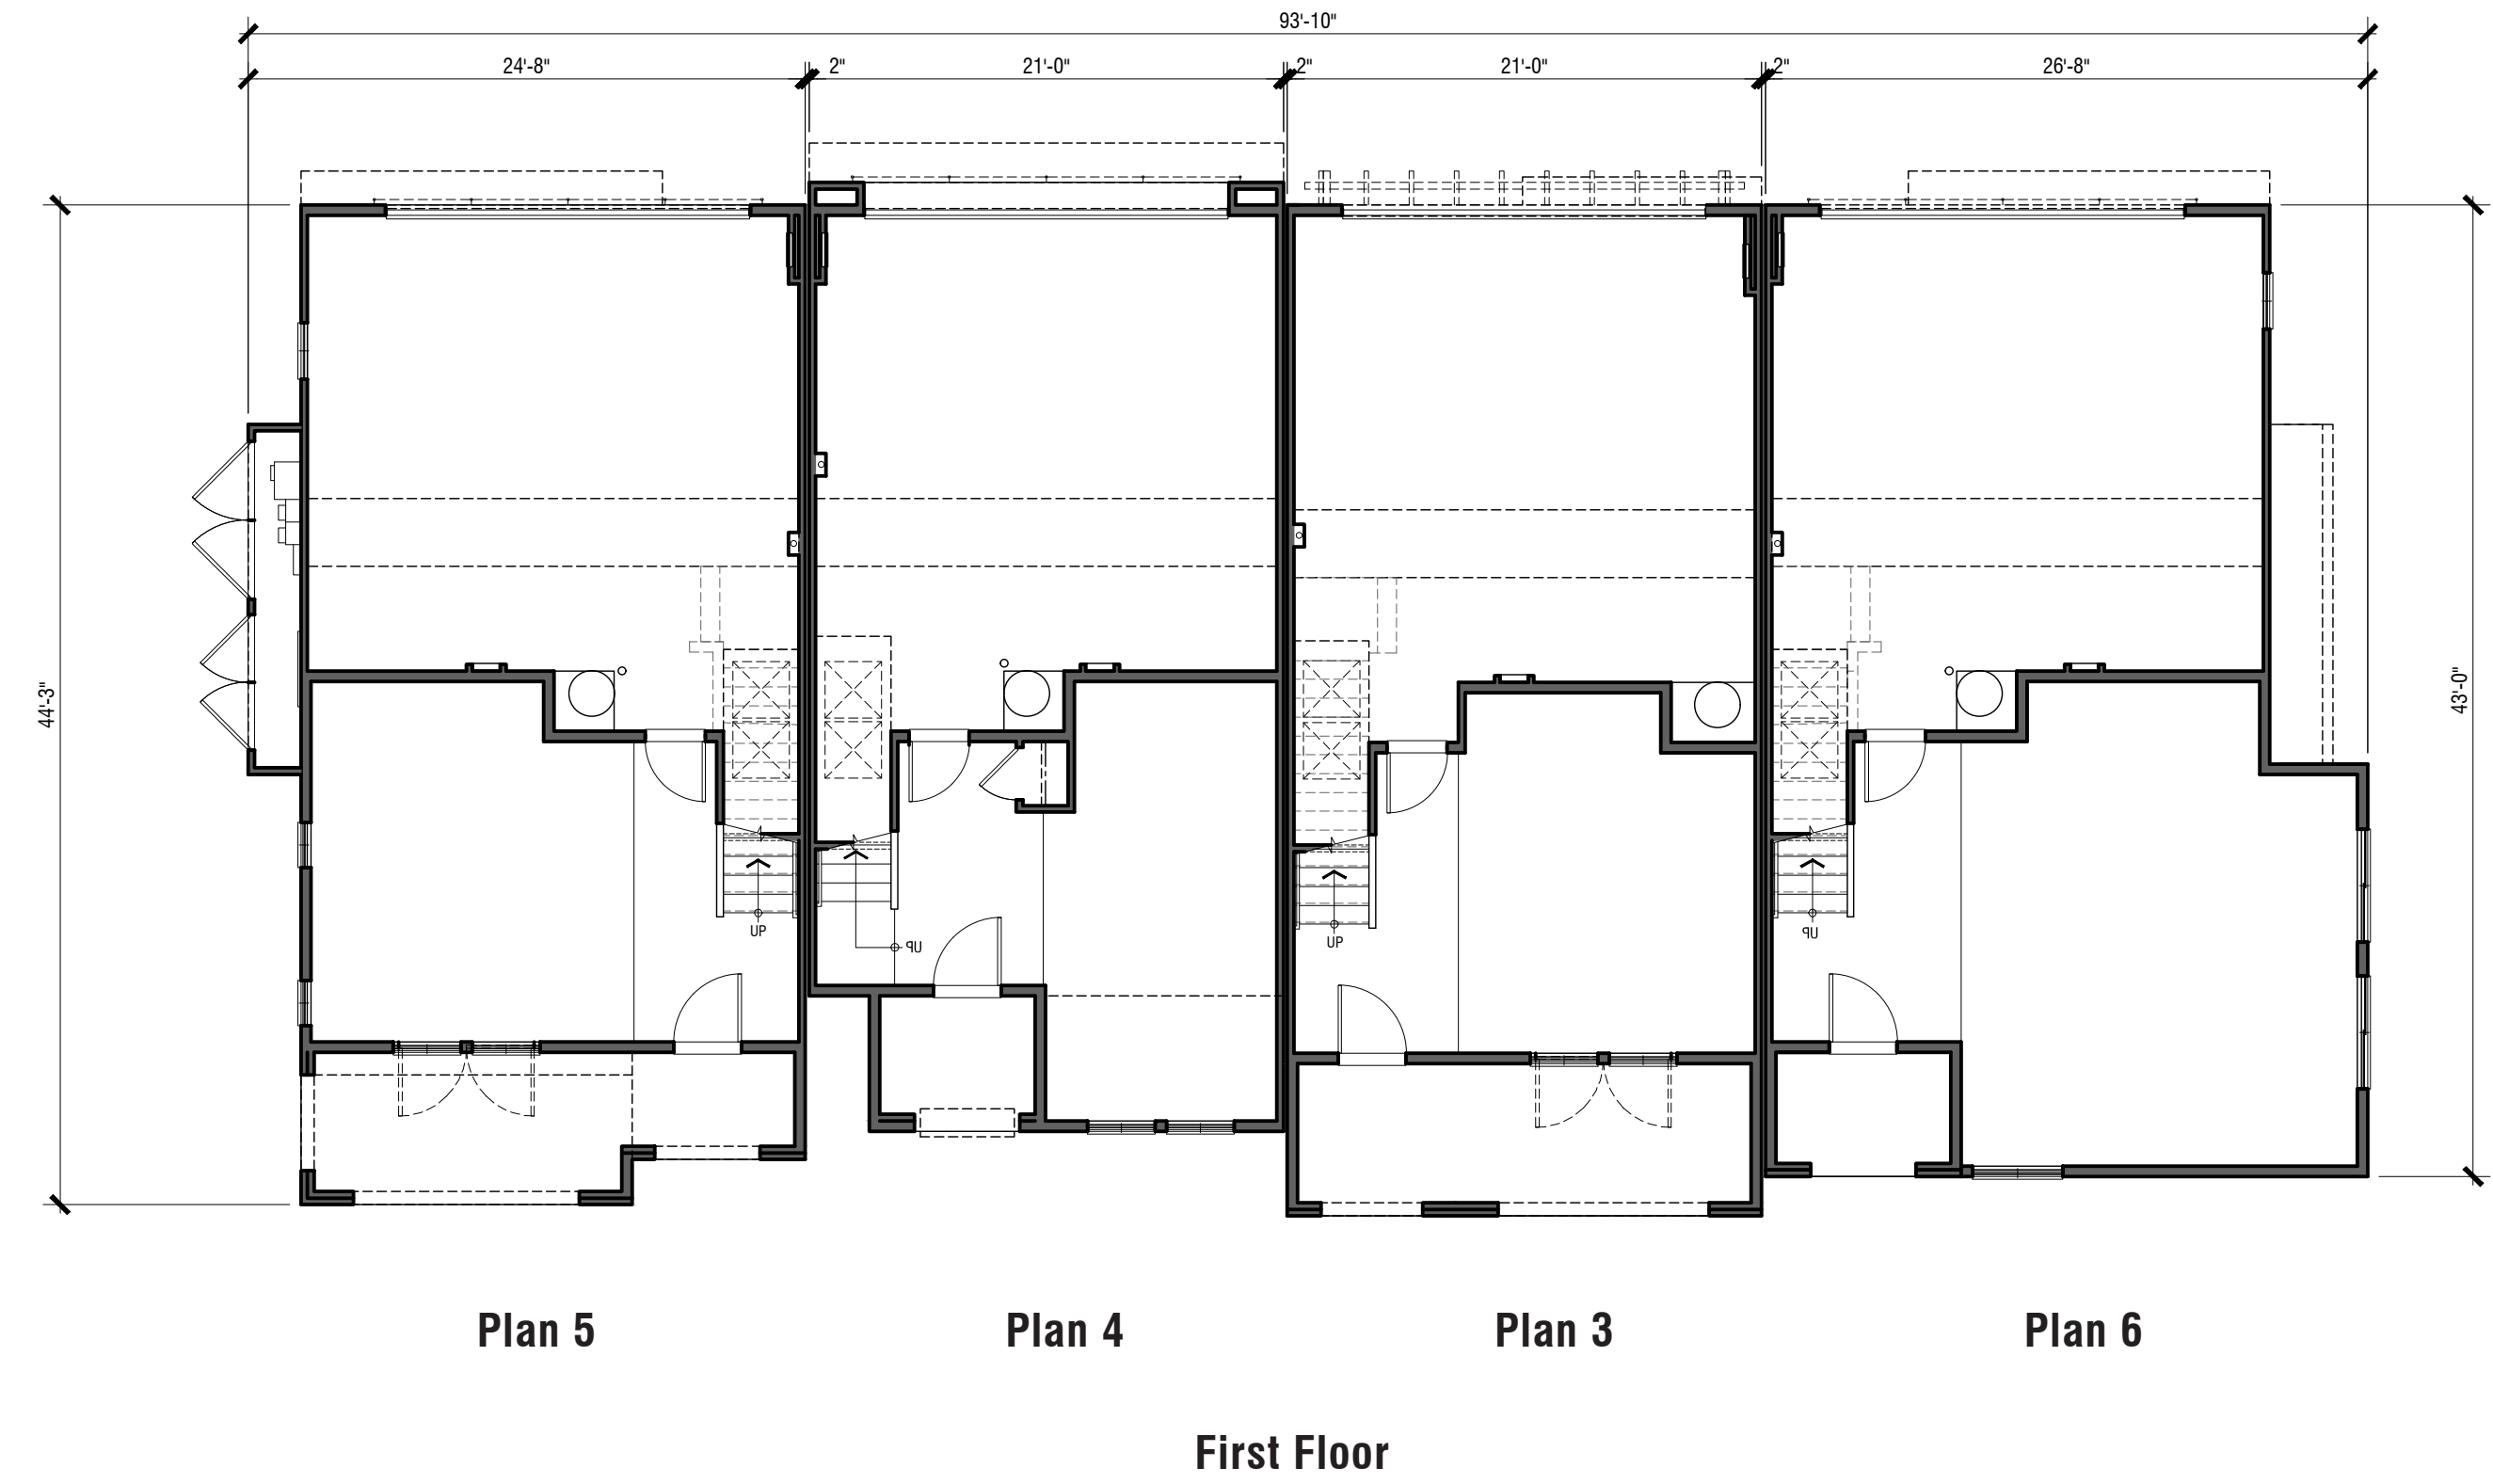 93'-10"
24'-8" 2" 21'-0" 2" 21'-0" 2" 26'-8"
44'-3"
43'-0"
UP
UP
UP
UP
Plan 5 Plan 4 Plan 3 Plan 6
First Floor